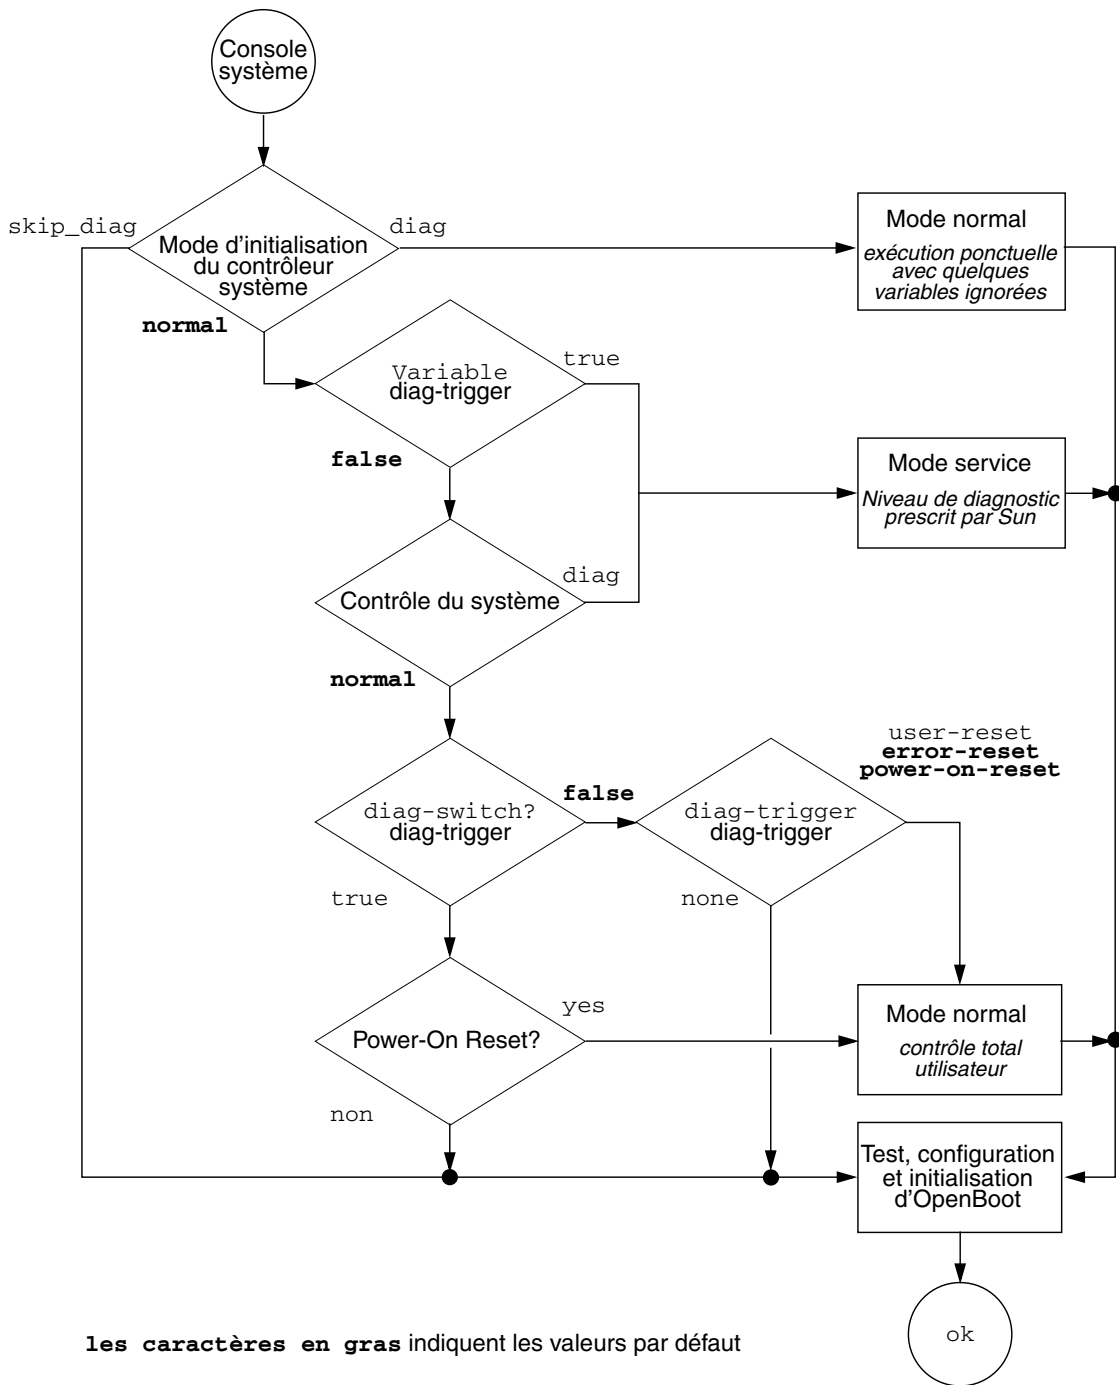 Console
système
skip_diag
diag
Mode d'initialisation
du contrôleur
système
normal
Mode normal
exécution ponctuelle
avec quelques
variables ignorées
Variable
diag-trigger
true
false
Mode service
Niveau de diagnostic
prescrit par Sun
Contrôle du système
diag
normal
diag-switch?
diag-trigger
false
true
diag-trigger
diag-trigger
user-reset
error-reset
power-on-reset
none
Power-On Reset?
yes
non
Mode normal
contrôle total
utilisateur
Test, configuration
et initialisation
d'OpenBoot
ok
les caractères en gras indiquent les valeurs par défaut